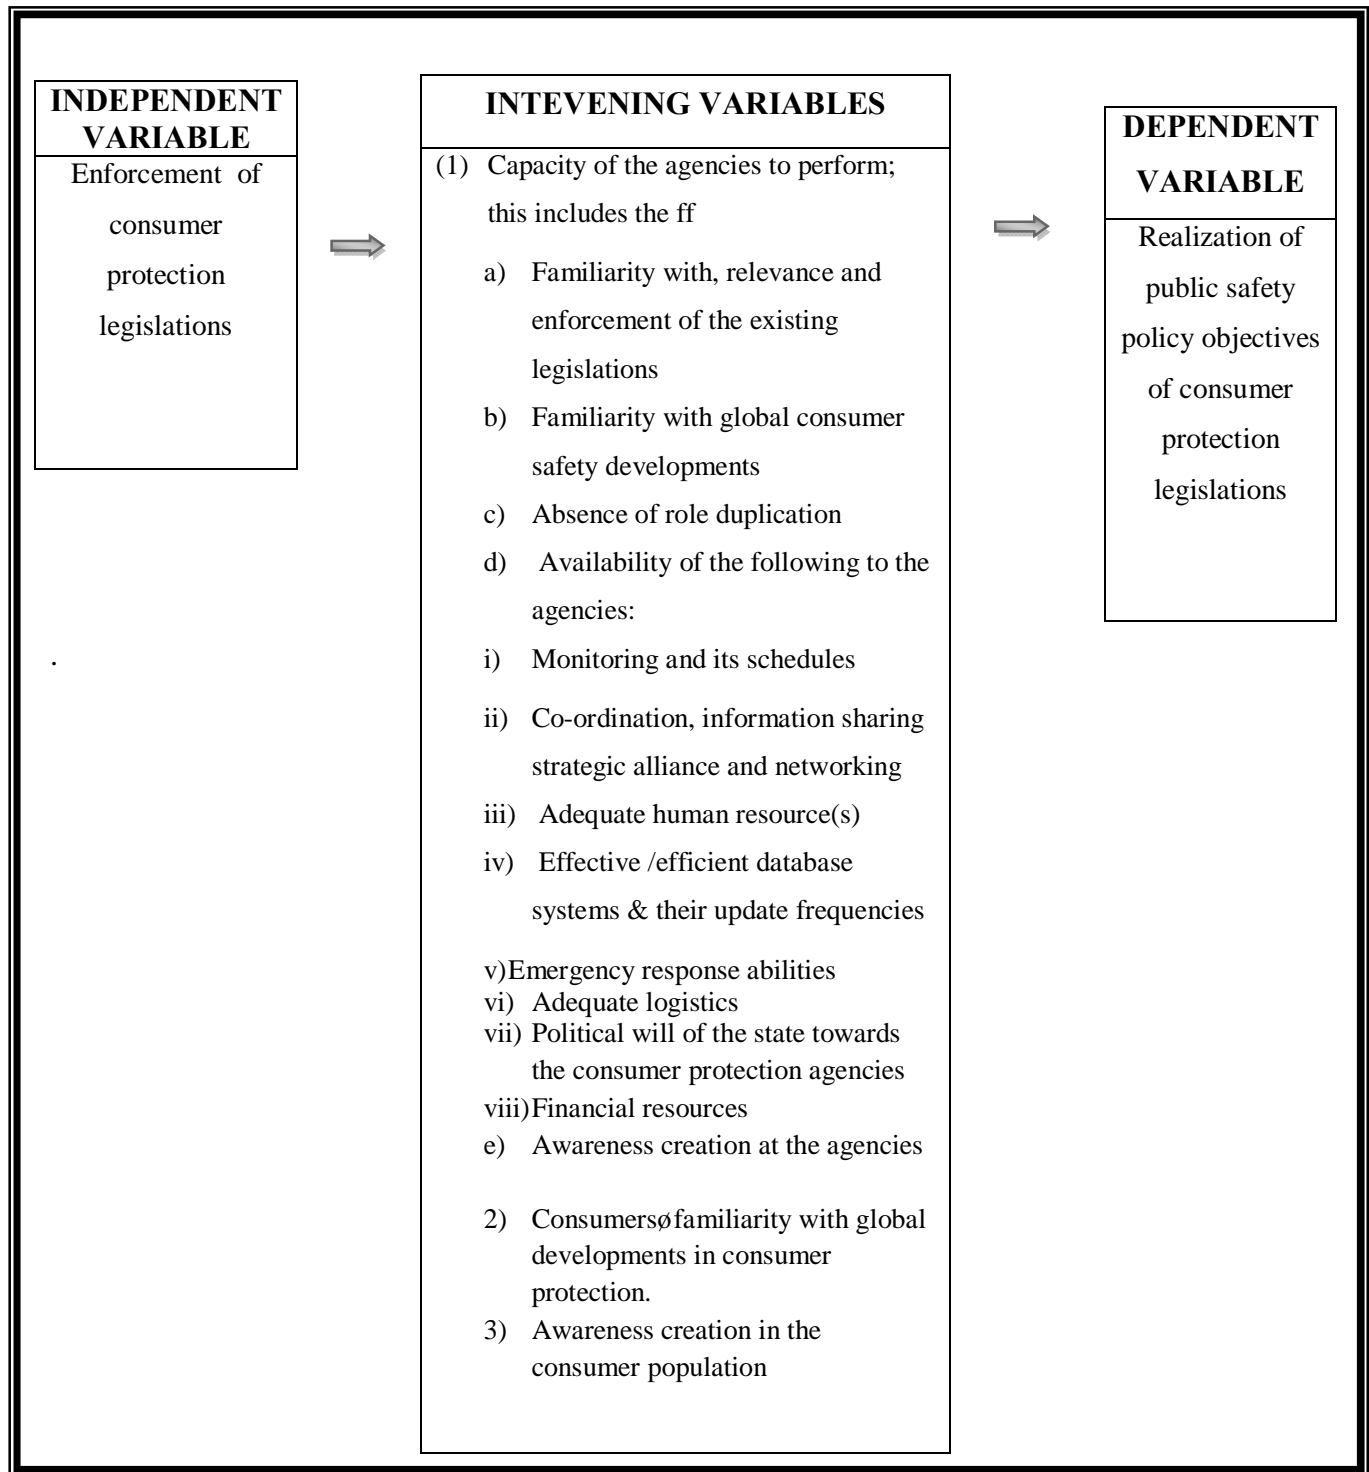 INDEPENDENT
VARIABLE
Enforcement of
consumer
protection
legislations
.
INTEVENING VARIABLES
(1) Capacity of the agencies to perform;
this includes the ff
a) Familiarity with, relevance and
enforcement of the existing
legislations
b) Familiarity with global consumer
safety developments
c) Absence of role duplication
d) Availability of the following to the
agencies:
i) Monitoring and its schedules
ii) Co-ordination, information sharing
strategic alliance and networking
iii) Adequate human resource(s)
iv) Effective /efficient database
systems & their update frequencies
v)Emergency response abilities
vi) Adequate logistics
vii) Political will of the state towards
the consumer protection agencies
viii)Financial resources
e) Awareness creation at the agencies
2) Consumersø familiarity with global
developments in consumer
protection.
3) Awareness creation in the
consumer population
DEPENDENT
VARIABLE
Realization of
public safety
policy objectives
of consumer
protection
legislations